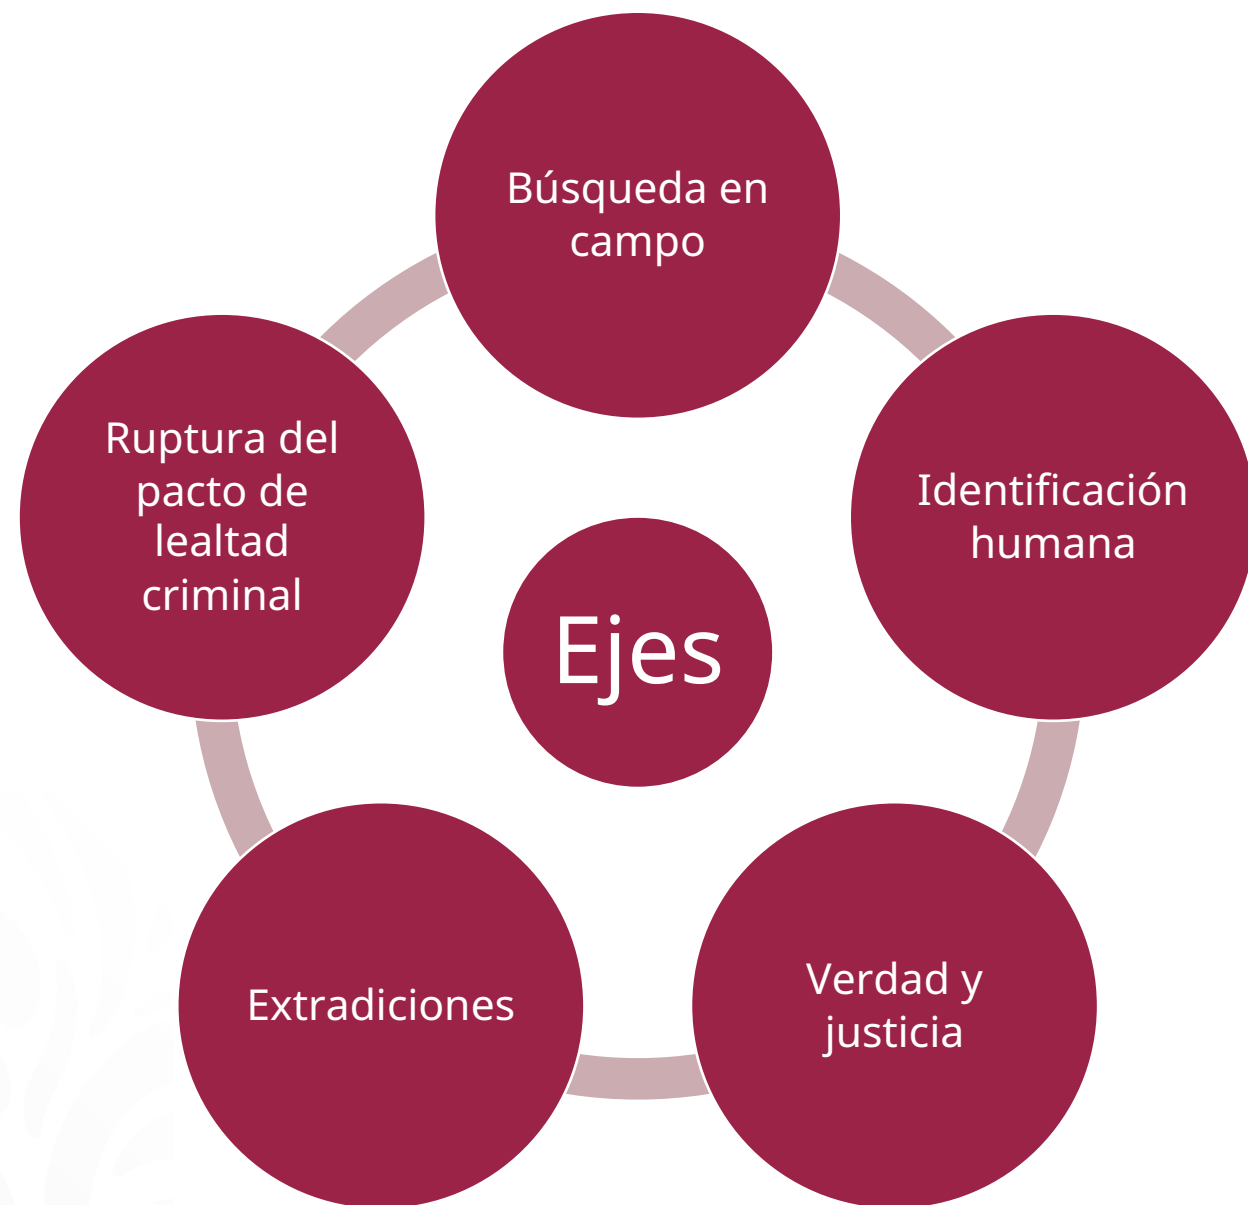 Búsqueda en
campo
Identificación
humana
Verdad y
justicia
Extradiciones
Ruptura del
pacto de
lealtad
criminal
Ejes